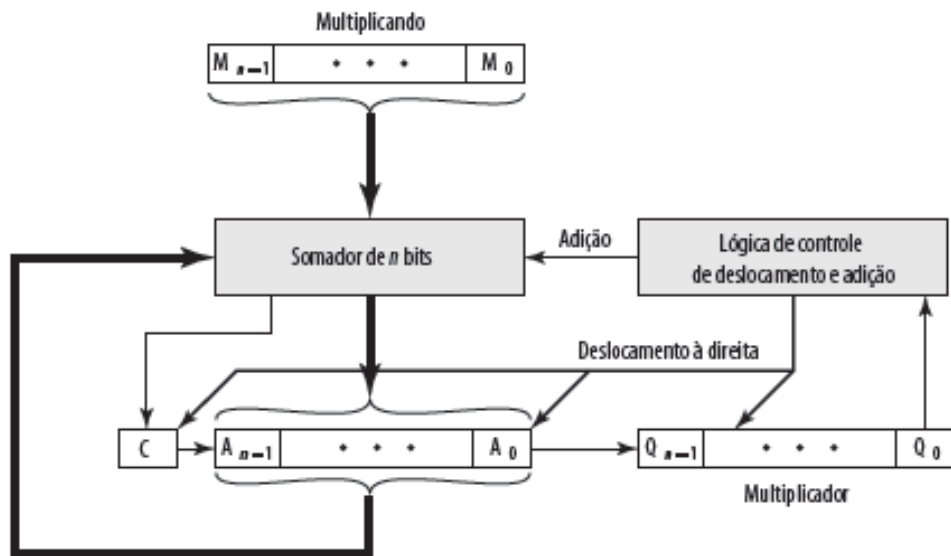 Multiplicando
M n–1 • • • M 0
Somador de n bits
Adição
Lógica de controle
de deslocamento e adição
Deslocamento à direita
C
A n–1 • • • A 0
Q n–1 • • • Q 0
Multiplicador